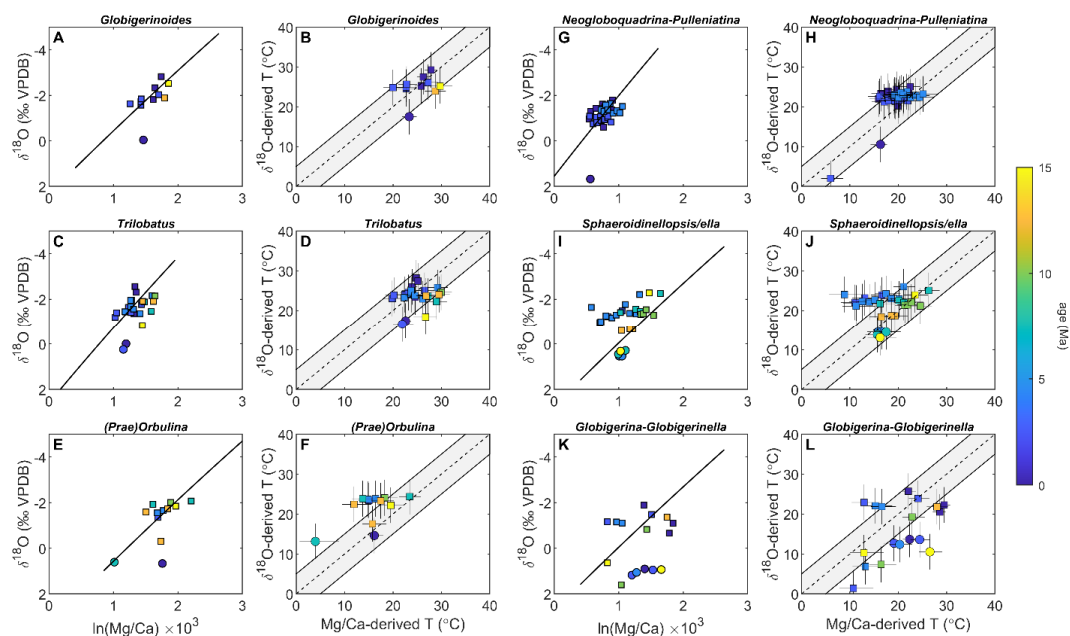 Globigerinoides
A
δ18O (‰ VPDB)
-4
-2
0
2
0 1 2 3
Globigerinoides
B
δ18O-derived T (°C)
40
30
20
10
0
0 10 20 30 40
Neogloboquadrina-Pulleniatina
G
δ18O (‰ VPDB)
-4
-2
0
2
0 1 2 3
Neogloboquadrina-Pulleniatina
H
δ18O-derived T (°C)
40
30
20
10
0
0 10 20 30 40
Trilobatus
C
δ18O (‰ VPDB)
-4
-2
0
2
0 1 2 3
Trilobatus
D
δ18O-derived T (°C)
40
30
20
10
0
0 10 20 30 40
Sphaeroidinellopsis/ella
I
δ18O (‰ VPDB)
-4
-2
0
2
0 1 2 3
Sphaeroidinellopsis/ella
J
δ18O-derived T (°C)
40
30
20
10
0
0 10 20 30 40
15
10
5
0
age (Ma)
(Prae)Orbulina
E
δ18O (‰ VPDB)
-4
-2
0
2
0 1 2 3
ln(Mg/Ca) ×10³
(Prae)Orbulina
F
δ18O-derived T (°C)
40
30
20
10
0
0 10 20 30 40
Mg/Ca-derived T (°C)
Globigerina-Globigerinella
K
δ18O (‰ VPDB)
-4
-2
0
2
0 1 2 3
ln(Mg/Ca) ×10³
Globigerina-Globigerinella
L
δ18O-derived T (°C)
40
30
20
10
0
0 10 20 30 40
Mg/Ca-derived T (°C)